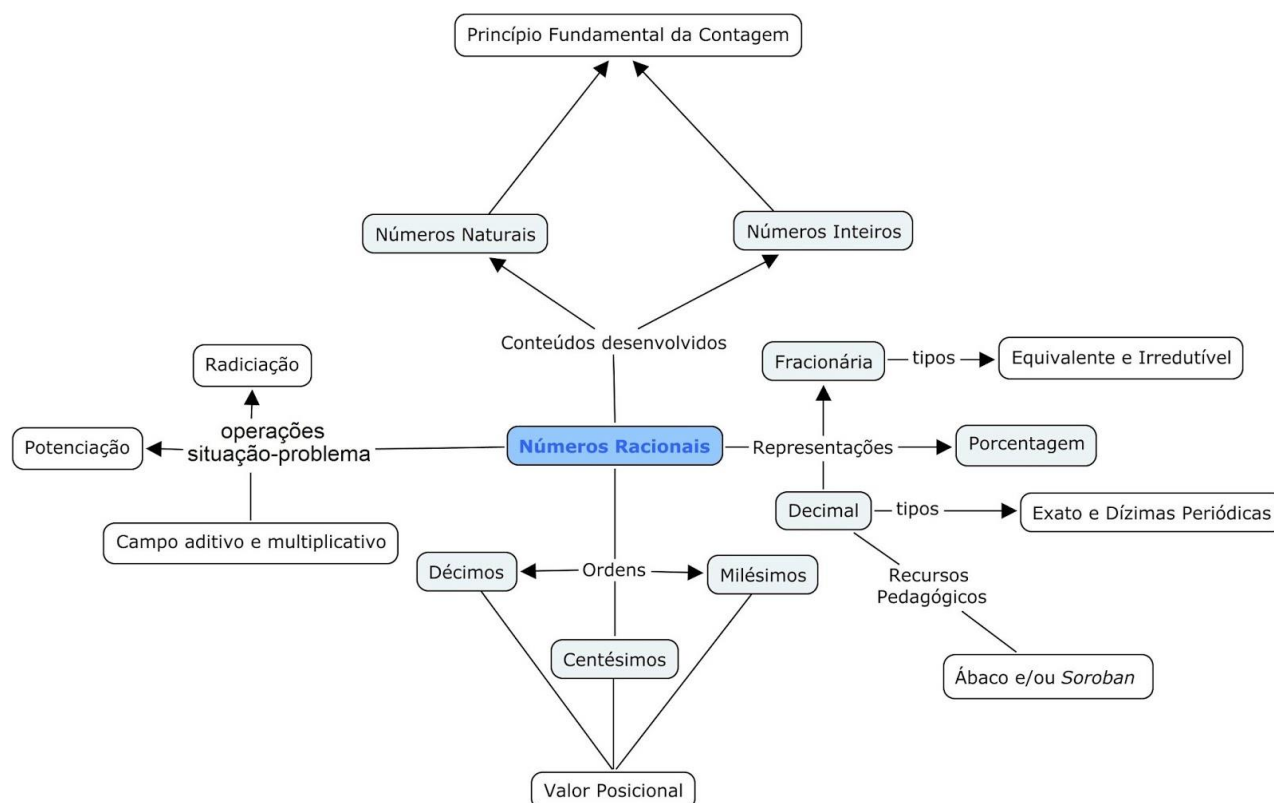 Princípio Fundamental da Contagem
Números Naturais
Números Inteiros
Conteúdos desenvolvidos
Radiciação
Fracionária
tipos
Equivalente e Irredutível
Potenciação
operações
situação-problema
Números Racionais
Representações
Porcentagem
Campo aditivo e multiplicativo
Decimal
tipos
Exato e Dízimas Periódicas
Décimos
Ordens
Milésimos
Recursos
Pedagógicos
Centésimos
Ábaco e/ou Soroban
Valor Posicional